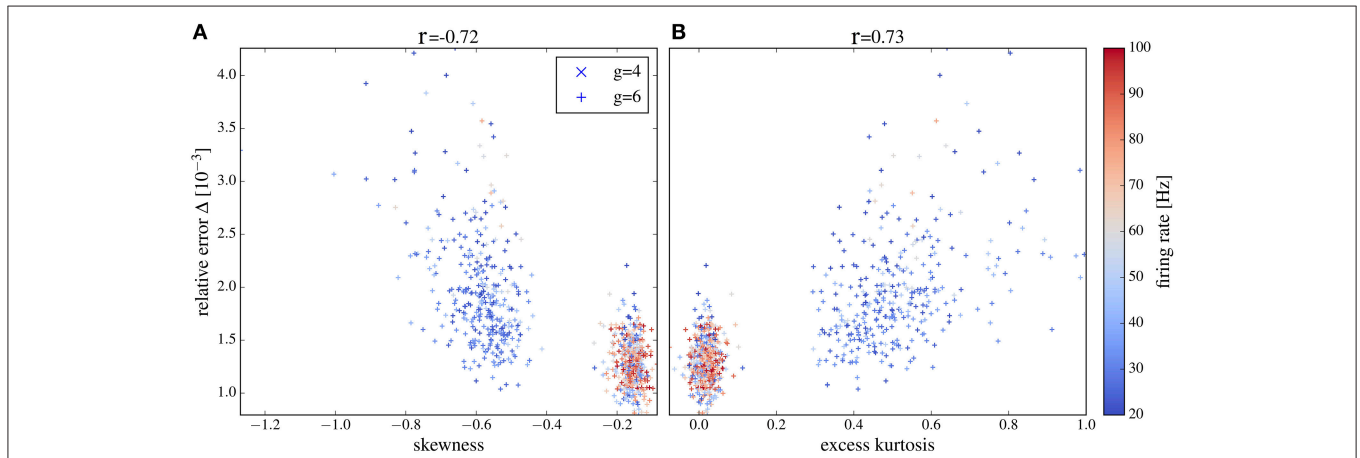 A
r=-0.72
B
r=0.73
g=4
g=6
relative error Δ [10⁻³]
4.0
3.5
3.0
2.5
2.0
1.5
1.0
−1.2
−1.0
−0.8
−0.6
−0.4
−0.2
skewness
0.0
0.2
0.4
0.6
0.8
1.0
excess kurtosis
100
90
80
70
60
50
40
30
20
firing rate [Hz]